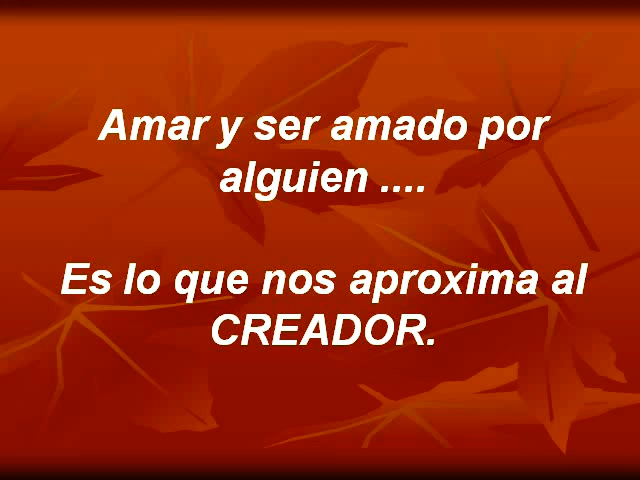 Amar y ser amado por
alguien ....
Es lo que nos aproxima al
CREADOR.